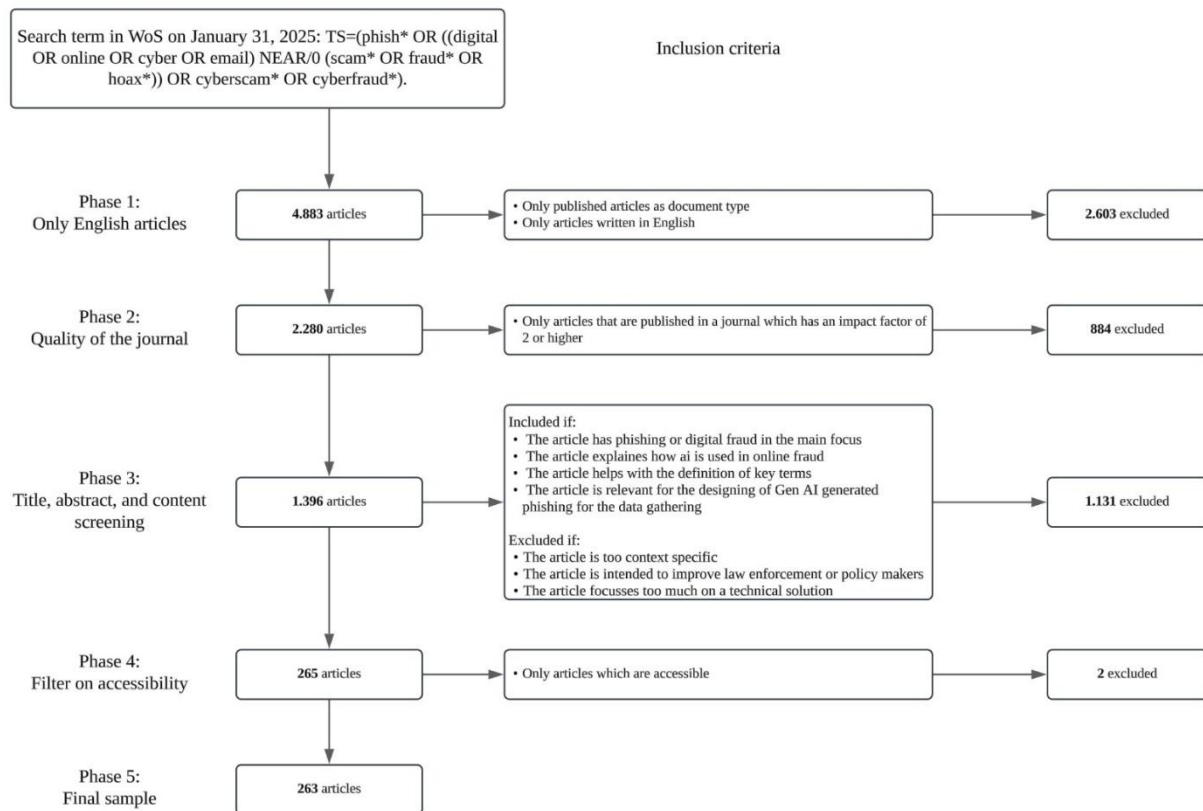 Search term in WoS on January 31, 2025: TS=(phish* OR ((digital
OR online OR cyber OR email) NEAR/0 (scam* OR fraud* OR
hoax*)) OR cyberscam* OR cyberfraud*).
Inclusion criteria
Phase 1:
Only English articles
4.883 articles
• Only published articles as document type
• Only articles written in English
2.603 excluded
Phase 2:
Quality of the journal
2.280 articles
• Only articles that are published in a journal which has an impact factor of
2 or higher
884 excluded
Phase 3:
Title, abstract, and content
screening
1.396 articles
Included if:
• The article has phishing or digital fraud in the main focus
• The article explaines how ai is used in online fraud
• The article helps with the definition of key terms
• The article is relevant for the designing of Gen AI generated
phishing for the data gathering
Excluded if:
• The article is too context specific
• The article is intended to improve law enforcement or policy makers
• The article focusses too much on a technical solution
1.131 excluded
Phase 4:
Filter on accessibility
265 articles
• Only articles which are accessible
2 excluded
Phase 5:
Final sample
263 articles